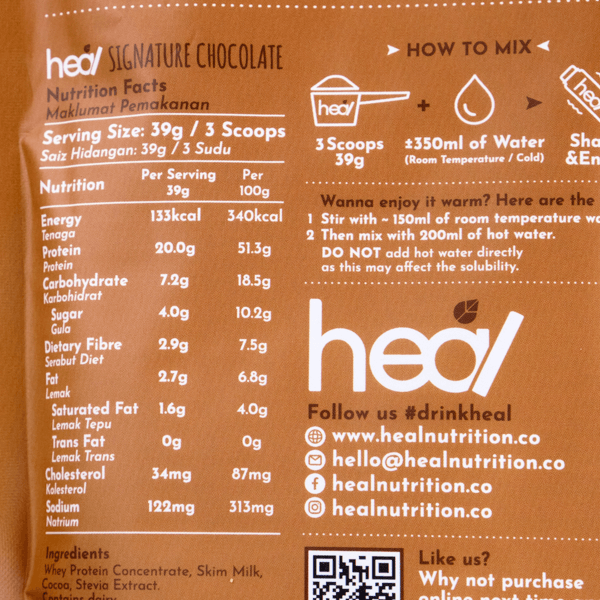 heal SIGNATURE CHOCOLATE
Nutrition Facts
Maklumat Pemakanan
Serving Size: 39g / 3 Scoops
Saiz Hidangan: 39g / 3 Sudu
Nutrition Per Serving 39g Per 100g
Energy 133kcal 340kcal
Tenaga
Protein 20.0g 51.3g
Protein
Carbohydrate 7.2g 18.5g
Karbohidrat
Sugar 4.0g 10.2g
Gula
Dietary Fibre 2.9g 7.5g
Serabut Diet
Fat 2.7g 6.8g
Lemak
Saturated Fat 1.6g 4.0g
Lemak Tepu
Trans Fat 0g 0g
Lemak Trans
Cholesterol 34mg 87mg
Kolesterol
Sodium 122mg 313mg
Natrium
Ingredients
Whey Protein Concentrate, Skim Milk,
Cocoa, Stevia Extract.
Contains dairy
HOW TO MIX
heal
+
heal
3 Scoops
39g
±350ml of Water
(Room Temperature / Cold)
Sha
&En
Wanna enjoy it warm? Here are the
1 Stir with ~ 150ml of room temperature
2 Then mix with 200ml of hot water.
DO NOT add hot water directly
as this may affect the solubility.
heal
Follow us #drinkheal
www.healnutrition.co
hello@healnutrition.co
healnutrition.co
healnutrition.co
Like us?
Why not purchase
online next time